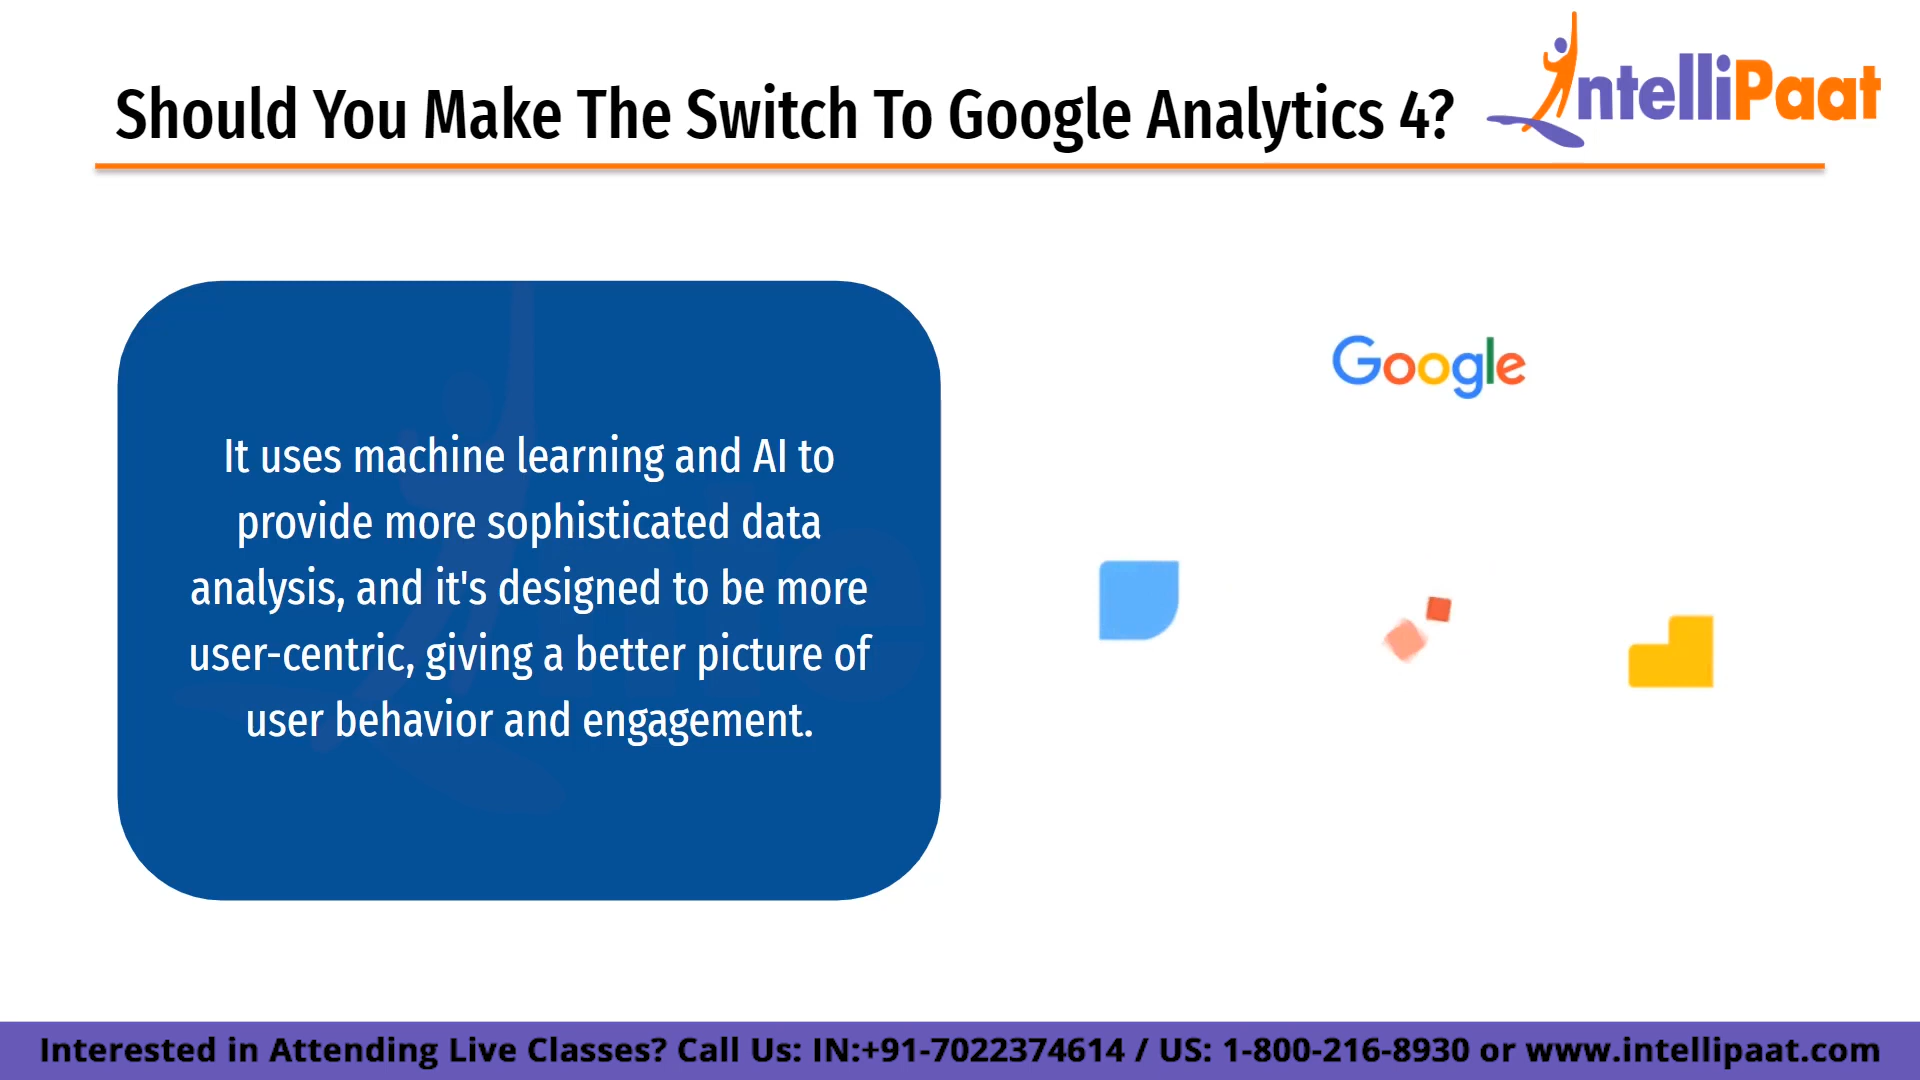 Should You Make The Switch To Google Analytics 4?
IntelliPaat
Google
It uses machine learning and AI to
provide more sophisticated data
analysis, and it's designed to be more
user-centric, giving a better picture of
user behavior and engagement.
Interested in Attending Live Classes? Call Us: IN:+91-7022374614 / US: 1-800-216-8930 or www.intellipaat.com